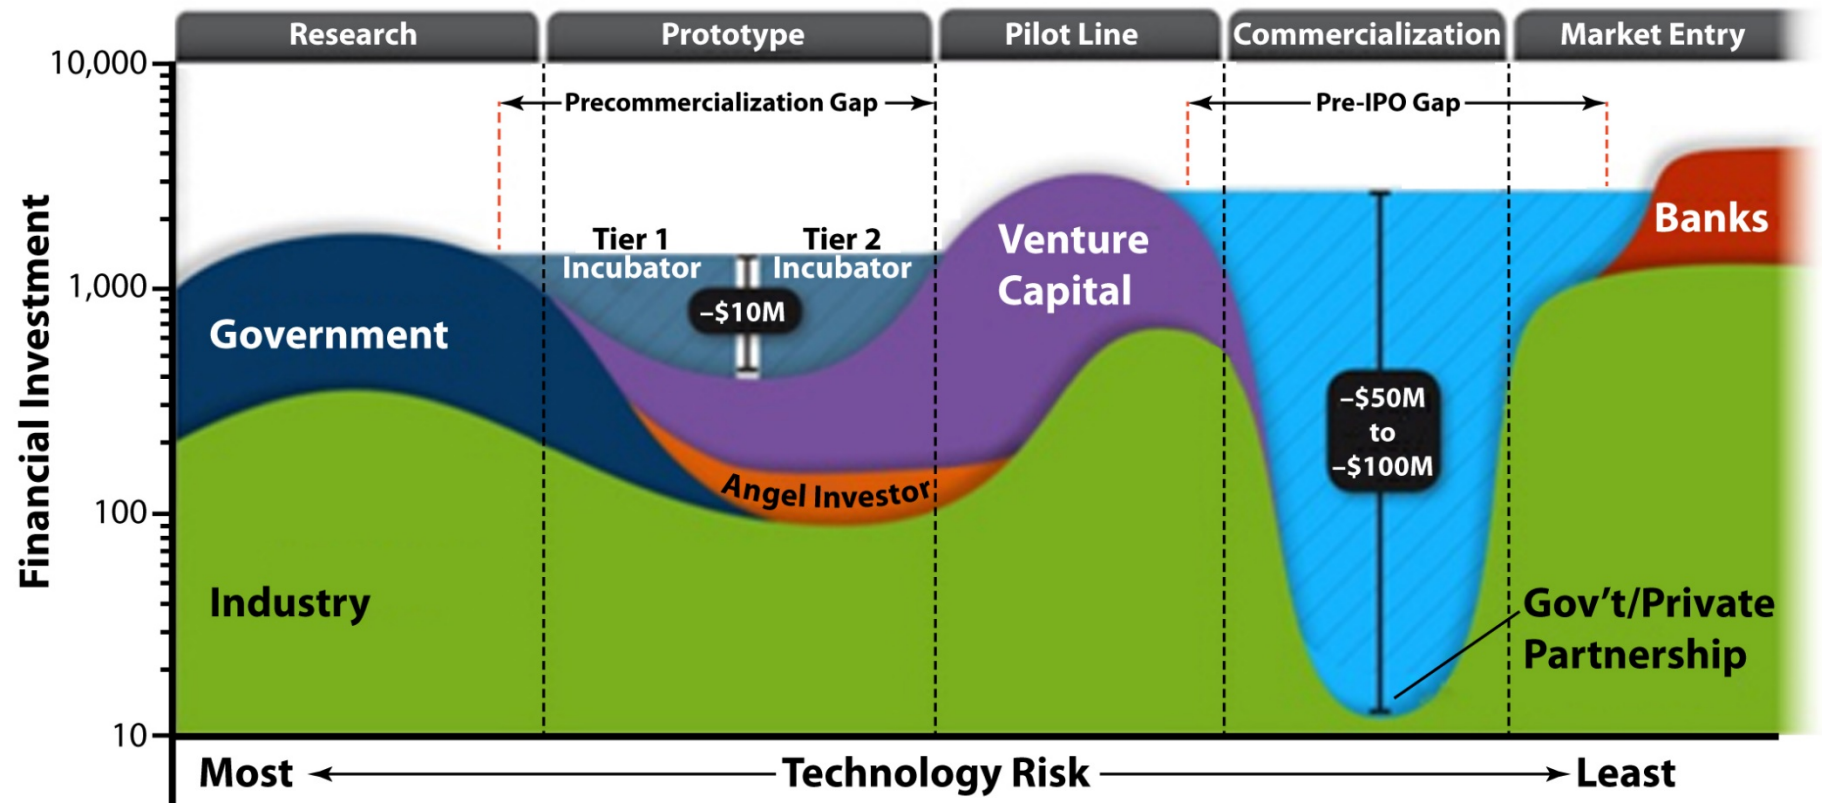 Research
Prototype
Pilot Line
Commercialization
Market Entry
10,000
Precommercialization Gap
Pre-IPO Gap
Tier 1
Incubator
Tier 2
Incubator
Venture
Capital
Banks
1,000
–$10M
Government
Financial Investment
–$50M
to
–$100M
100
Angel Investor
Industry
Gov’t/Private
Partnership
10
Most
Technology Risk
Least